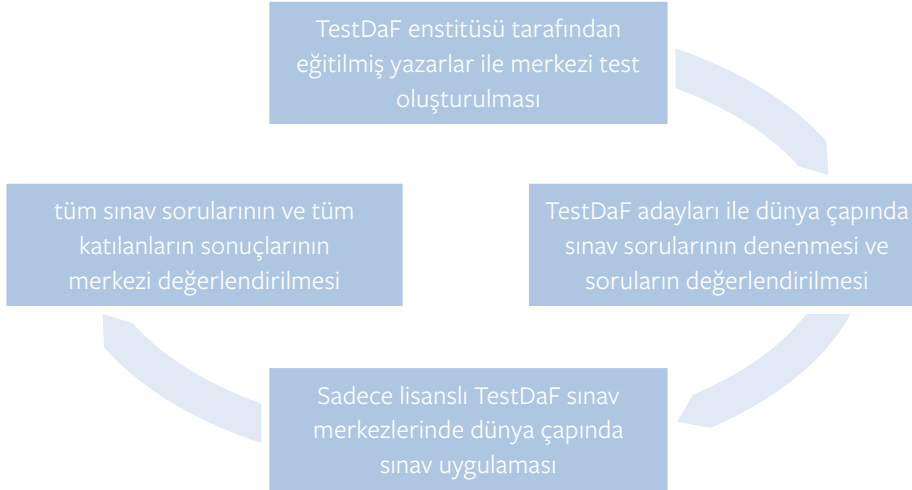 TestDaF enstitüsü tarafından
eğitilmiş yazarlar ile merkezi test
oluşturulması
TestDaF adayları ile dünya çapında
sınav sorularının denenmesi ve
soruların değerlendirilmesi
Sadece lisanslı TestDaF sınav
merkezlerinde dünya çapında
sınav uygulaması
tüm sınav sorularının ve tüm
katılanların sonuçlarının
merkezi değerlendirilmesi